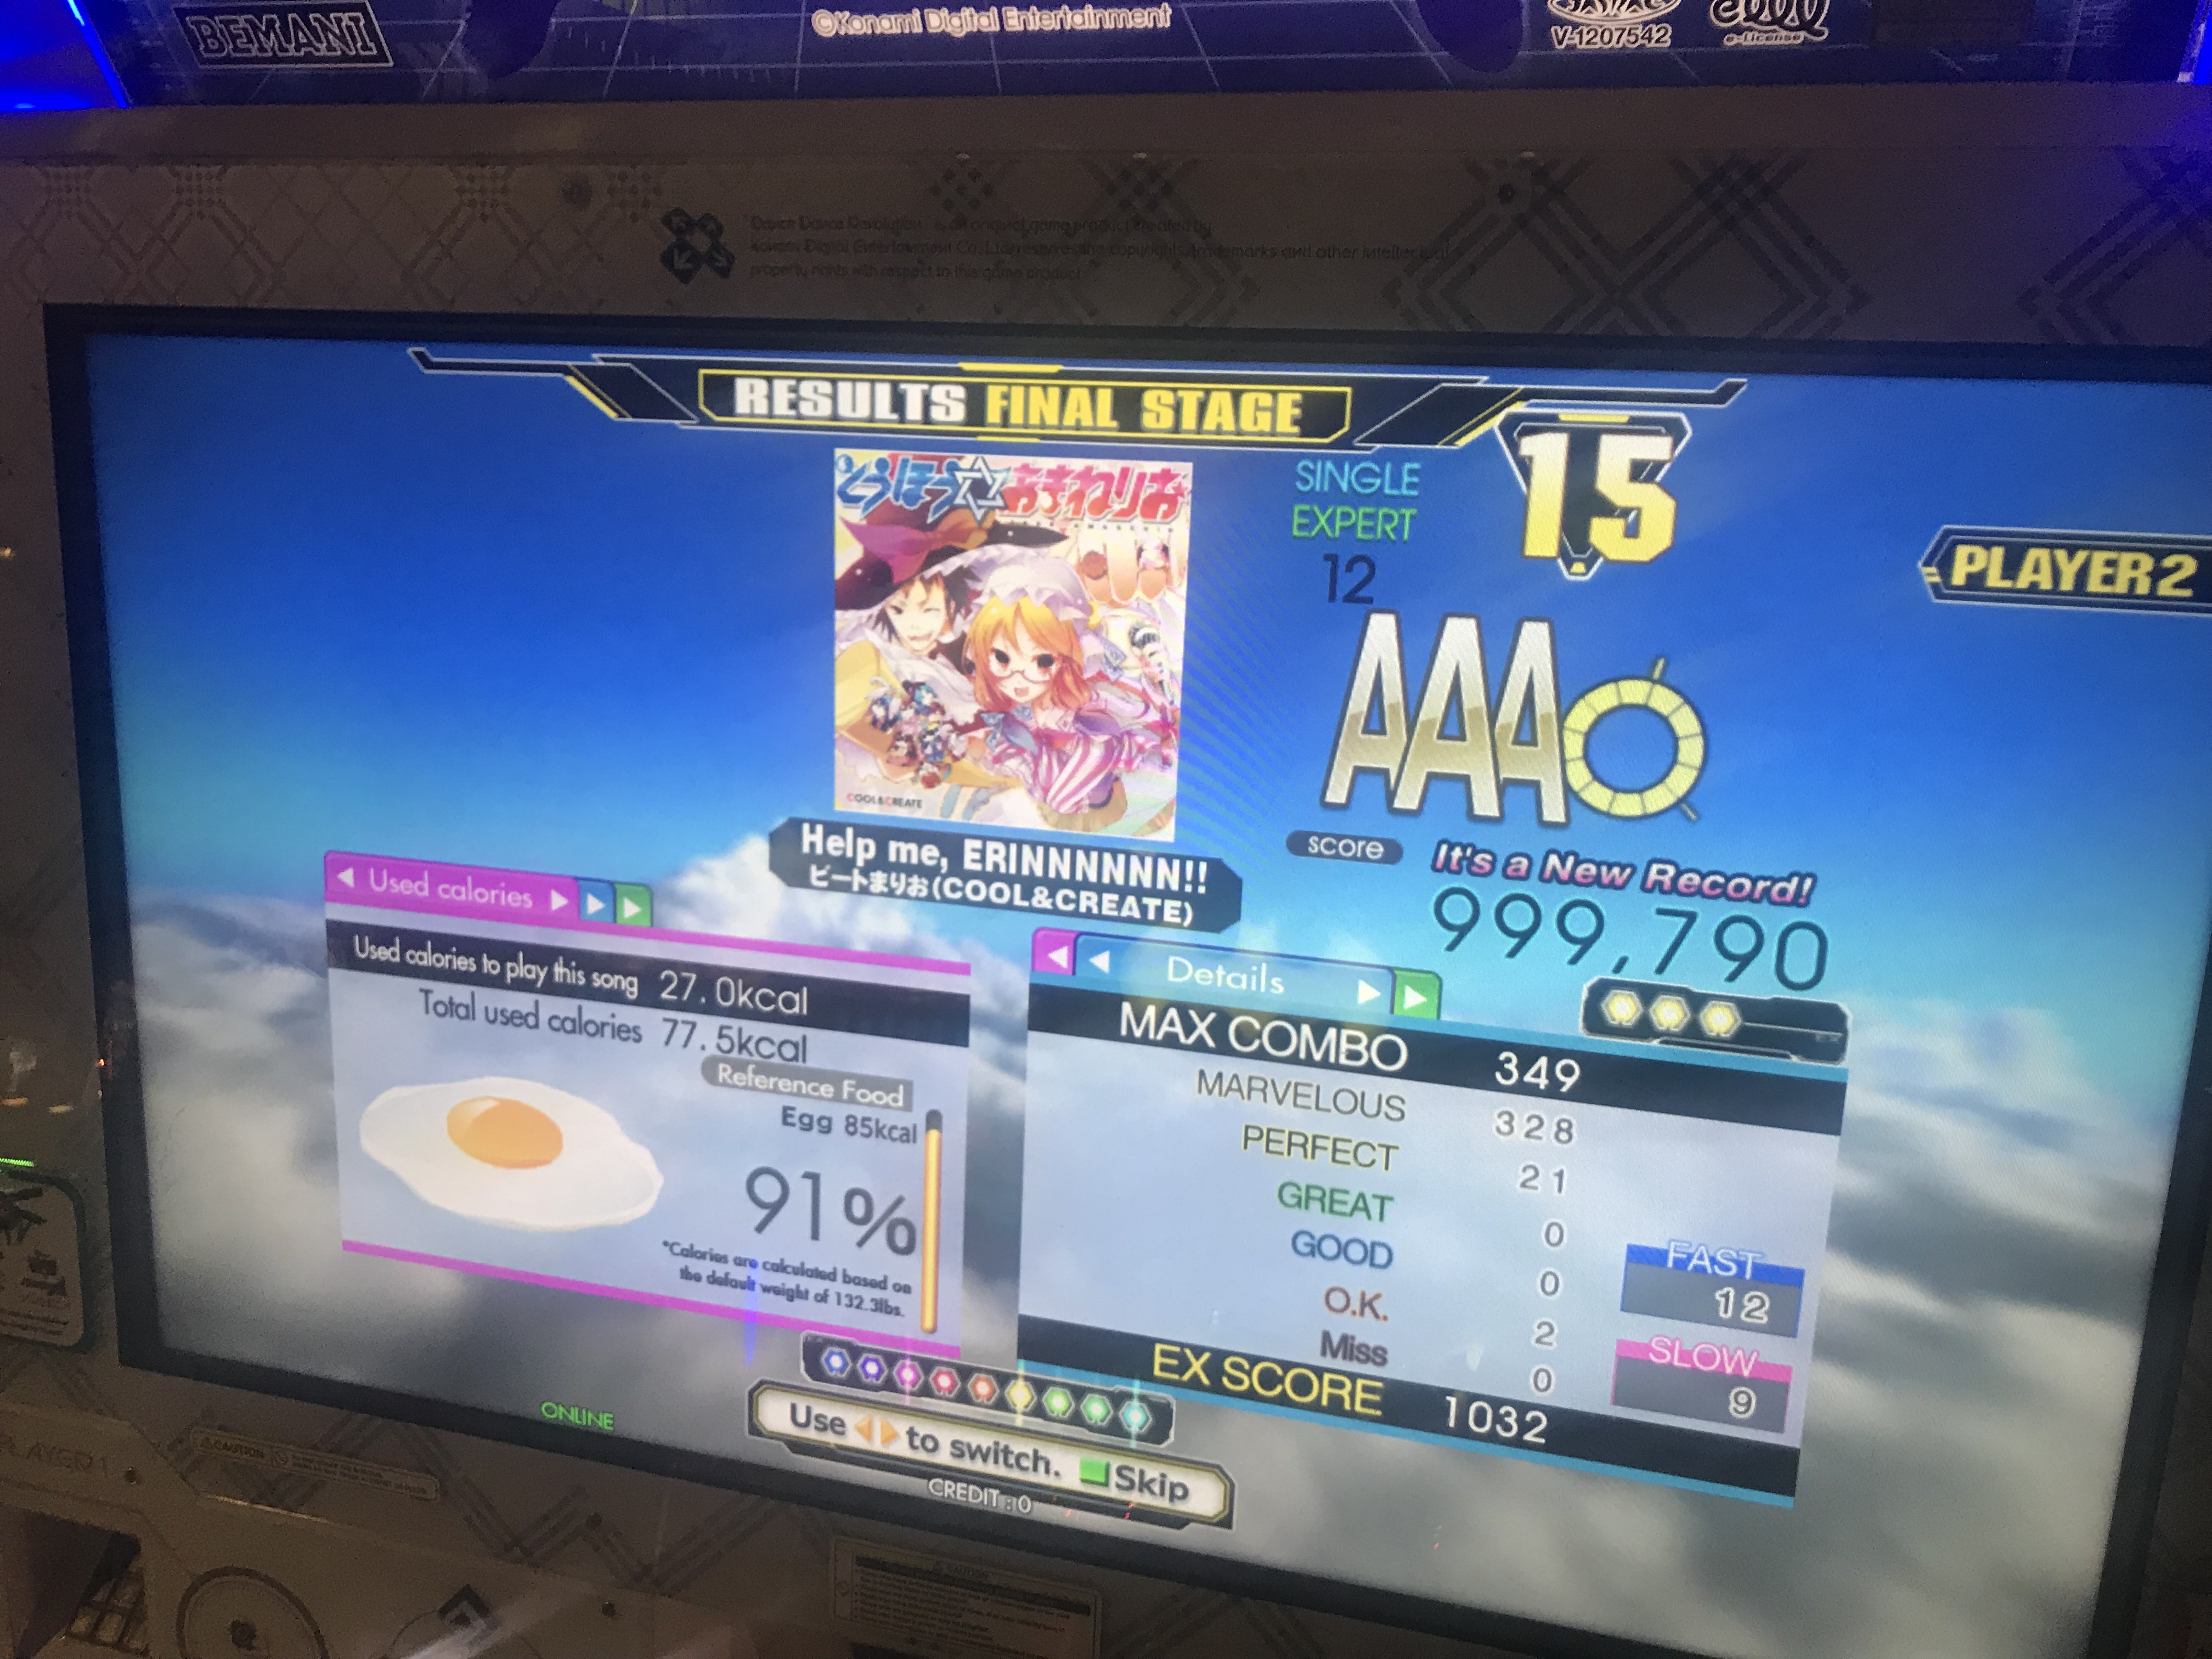 BEMANI
©Konami Digital Entertainment
V-1207542
e-License
RESULTS FINAL STAGE
15
SINGLE
EXPERT
12
PLAYER2
とうほう
あまねりお
COOL&CREATE
AAA
Help me, ERINNNNNN!!
ビートまりお(COOL&CREATE)
score
It's a New Record!
999,790
Used calories
Used calories to play this song 27.0kcal
Total used calories 77.5kcal
Reference Food
Egg 85kcal
91%
*Calories are calculated based on
the default weight of 132.3lbs.
Details
MAX COMBO 349
MARVELOUS 328
PERFECT 21
GREAT 0
GOOD 0
O.K. 2
Miss 0
EX SCORE 1032
FAST
12
SLOW
9
ONLINE
Use to switch. Skip
CREDIT : 0
PLAYER 1
CAUTION